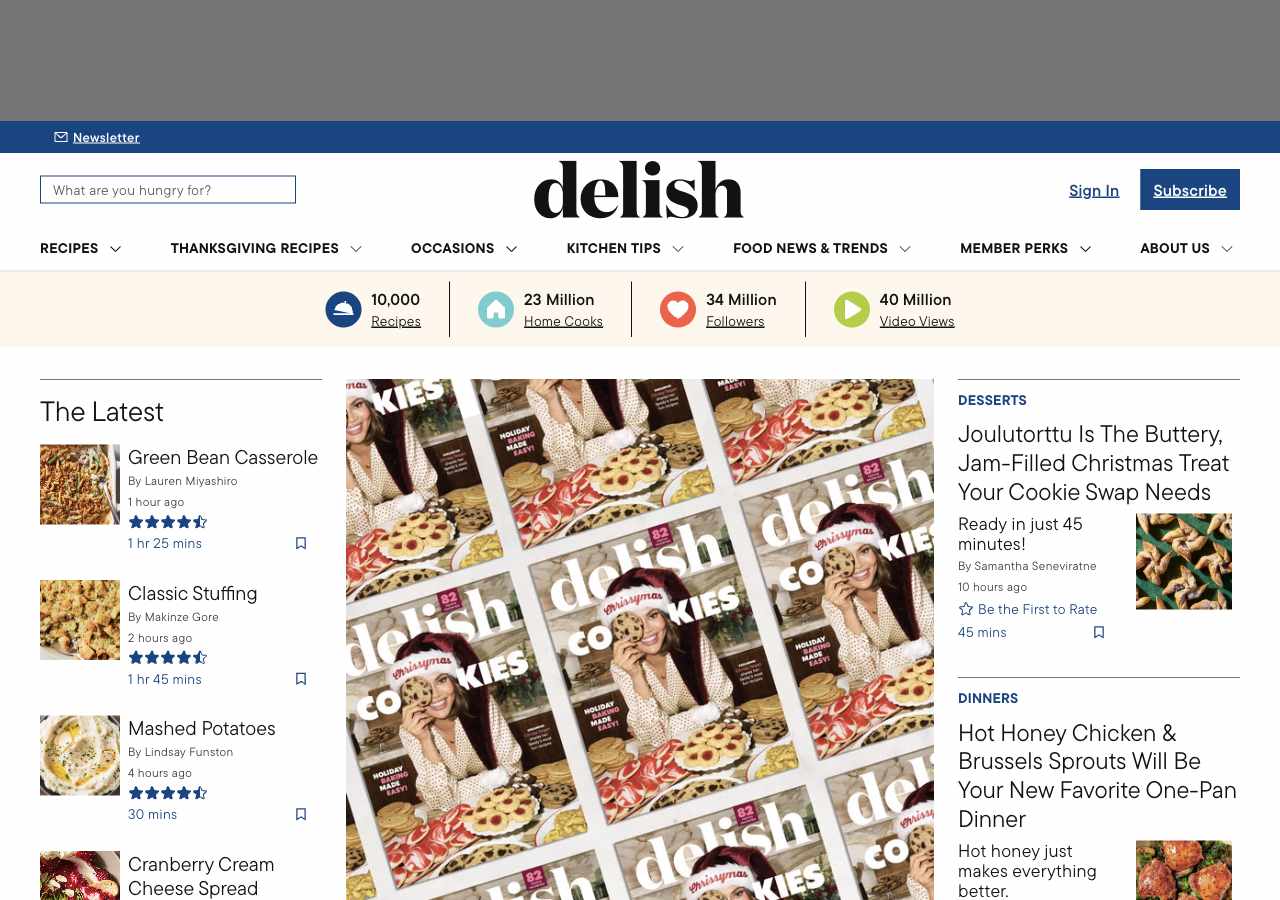 Newsletter
What are you hungry for?
delish
Sign In
Subscribe
RECIPES
THANKSGIVING RECIPES
OCCASIONS
KITCHEN TIPS
FOOD NEWS & TRENDS
MEMBER PERKS
ABOUT US
10,000
Recipes
23 Million
Home Cooks
34 Million
Followers
40 Million
Video Views
The Latest
Green Bean Casserole
By Lauren Miyashiro
1 hour ago
1 hr 25 mins
Classic Stuffing
By Makinze Gore
2 hours ago
1 hr 45 mins
Mashed Potatoes
By Lindsay Funston
4 hours ago
30 mins
Cranberry Cream
Cheese Spread
delish
82
Chrissymas
COOKIES
HOLIDAY
BAKING
MADE
EASY!
DESSERTS
Joulutorttu Is The Buttery,
Jam-Filled Christmas Treat
Your Cookie Swap Needs
Ready in just 45
minutes!
By Samantha Seneviratne
10 hours ago
Be the First to Rate
45 mins
DINNERS
Hot Honey Chicken &
Brussels Sprouts Will Be
Your New Favorite One-Pan
Dinner
Hot honey just
makes everything
better.